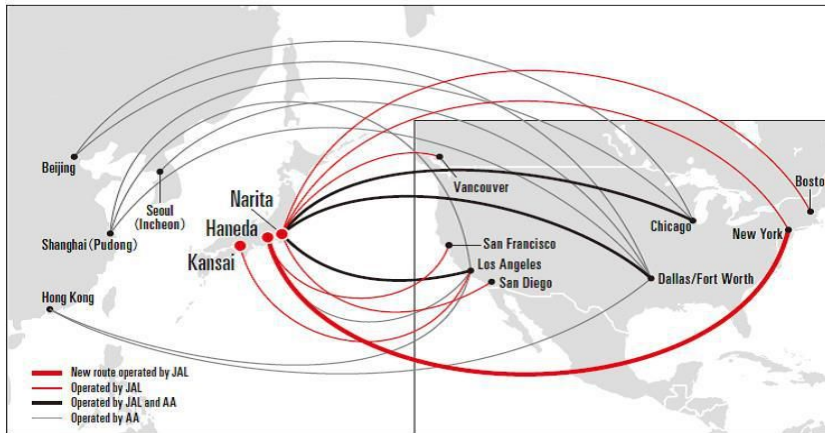 Beijing
Seoul
(Incheon)
Shanghai(Pudong)
Hong Kong
Narita
Haneda
Kansai
Vancouver
San Francisco
Los Angeles
San Diego
Chicago
Bosto
New York
Dallas/Fort Worth
New route operated by JAL
Operated by JAL
Operated by JAL and AA
Operated by AA